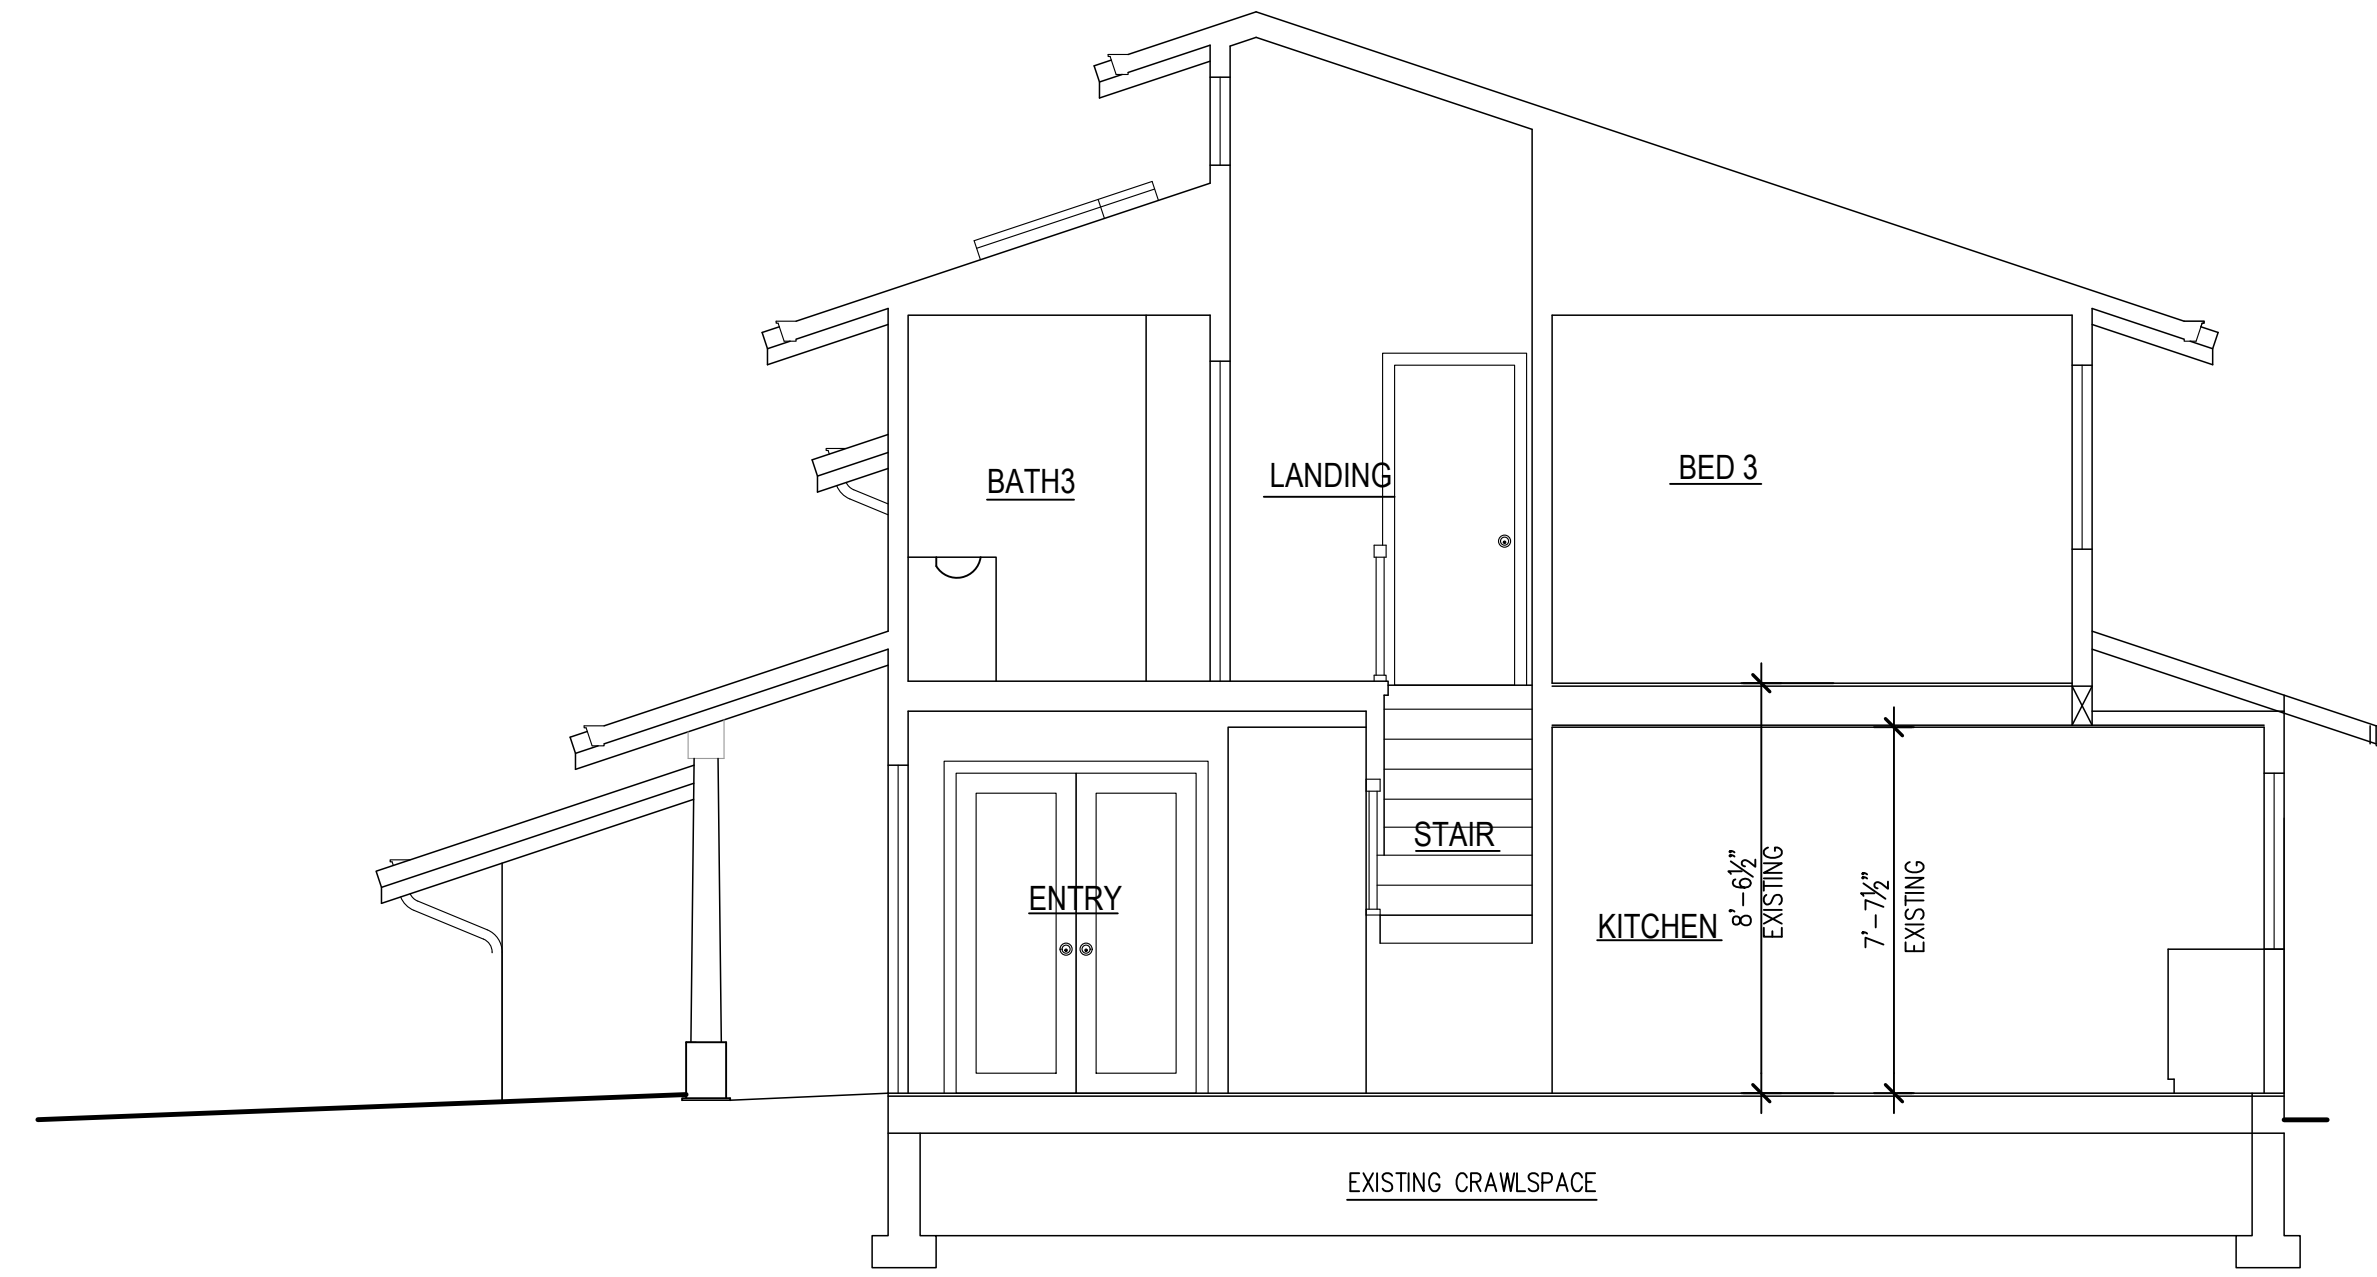 BATH3
LANDING
BED 3
STAIR
ENTRY
KITCHEN
8'-6½"
EXISTING
7'-7½"
EXISTING
EXISTING CRAWLSPACE